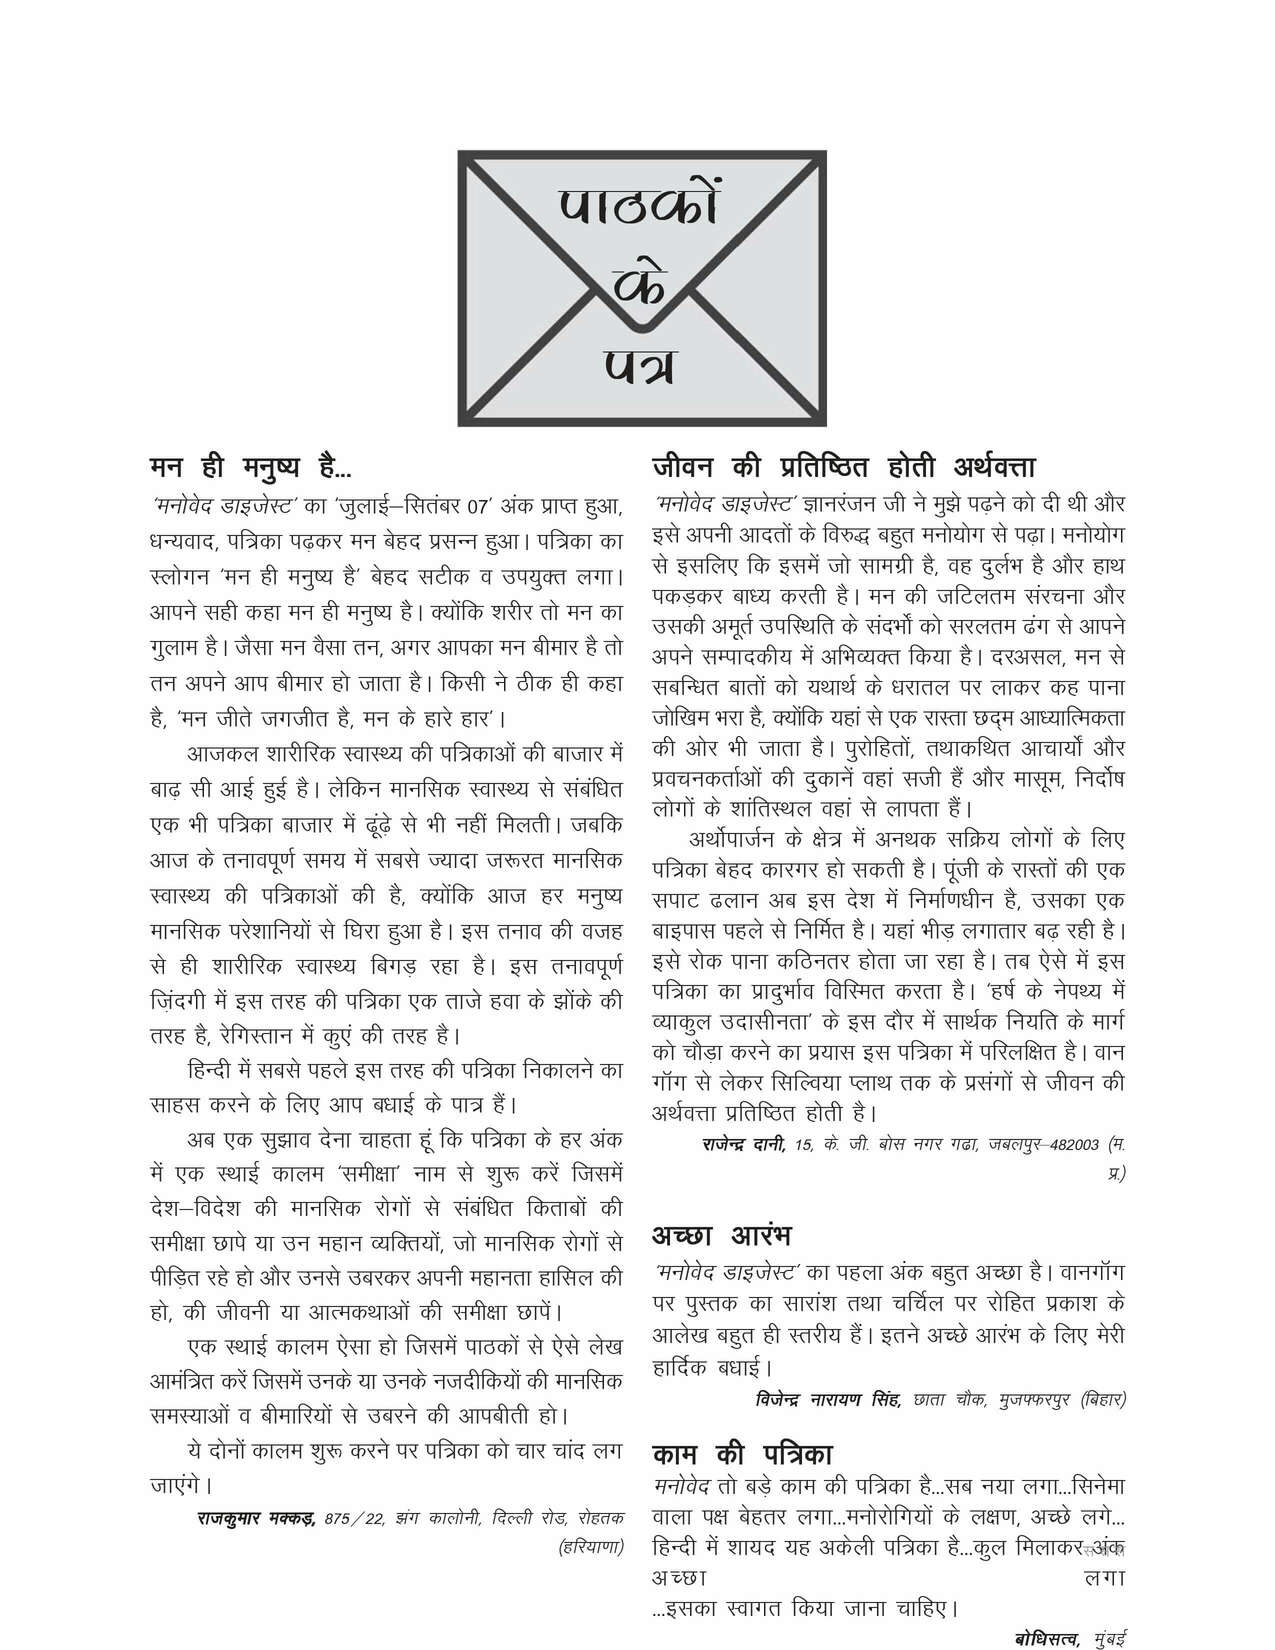 पाठकों
के
पत्र
मन ही मनुष्य है...
'मनोवेद डाइजेस्ट' का 'जुलाई–सितंबर 07' अंक प्राप्त हुआ,
धन्यवाद, पत्रिका पढ़कर मन बेहद प्रसन्न हुआ। पत्रिका का
स्लोगन 'मन ही मनुष्य है' बेहद सटीक व उपयुक्त लगा।
आपने सही कहा मन ही मनुष्य है। क्योंकि शरीर तो मन का
गुलाम है। जैसा मन वैसा तन, अगर आपका मन बीमार है तो
तन अपने आप बीमार हो जाता है। किसी ने ठीक ही कहा
है, 'मन जीते जगजीत है, मन के हारे हार'।
आजकल शारीरिक स्वास्थ्य की पत्रिकाओं की बाजार में
बाढ़ सी आई हुई है। लेकिन मानसिक स्वास्थ्य से संबंधित
एक भी पत्रिका बाजार में ढूंढ़े से भी नहीं मिलती। जबकि
आज के तनावपूर्ण समय में सबसे ज्यादा जरूरत मानसिक
स्वास्थ्य की पत्रिकाओं की है, क्योंकि आज हर मनुष्य
मानसिक परेशानियों से घिरा हुआ है। इस तनाव की वजह
से ही शारीरिक स्वास्थ्य बिगड़ रहा है। इस तनावपूर्ण
ज़िंदगी में इस तरह की पत्रिका एक ताजे हवा के झोंके की
तरह है, रेगिस्तान में कुएं की तरह है।
हिन्दी में सबसे पहले इस तरह की पत्रिका निकालने का
साहस करने के लिए आप बधाई के पात्र हैं।
अब एक सुझाव देना चाहता हूं कि पत्रिका के हर अंक
में एक स्थाई कालम 'समीक्षा' नाम से शुरू करें जिसमें
देश–विदेश की मानसिक रोगों से संबंधित किताबों की
समीक्षा छापे या उन महान व्यक्तियों, जो मानसिक रोगों से
पीड़ित रहे हो और उनसे उबरकर अपनी महानता हासिल की
हो, की जीवनी या आत्मकथाओं की समीक्षा छापें।
एक स्थाई कालम ऐसा हो जिसमें पाठकों से ऐसे लेख
आमंत्रित करें जिसमें उनके या उनके नजदीकियों की मानसिक
समस्याओं व बीमारियों से उबरने की आपबीती हो।
ये दोनों कालम शुरू करने पर पत्रिका को चार चांद लग
जाएंगे।
राजकुमार मक्कड़, 875/22, झंग कालोनी, दिल्ली रोड, रोहतक
(हरियाणा)
जीवन की प्रतिष्ठित होती अर्थवत्ता
'मनोवेद डाइजेस्ट' ज्ञानरंजन जी ने मुझे पढ़ने को दी थी और
इसे अपनी आदतों के विरुद्ध बहुत मनोयोग से पढ़ा। मनोयोग
से इसलिए कि इसमें जो सामग्री है, वह दुर्लभ है और हाथ
पकड़कर बाध्य करती है। मन की जटिलतम संरचना और
उसकी अमूर्त उपस्थिति के संदर्भों को सरलतम ढंग से आपने
अपने सम्पादकीय में अभिव्यक्त किया है। दरअसल, मन से
सबन्धित बातों को यथार्थ के धरातल पर लाकर कह पाना
जोखिम भरा है, क्योंकि यहां से एक रास्ता छद्म आध्यात्मिकता
की ओर भी जाता है। पुरोहितों, तथाकथित आचार्यों और
प्रवचनकर्ताओं की दुकानें वहां सजी हैं और मासूम, निर्दोष
लोगों के शांतिस्थल वहां से लापता हैं।
अर्थोपार्जन के क्षेत्र में अनथक सक्रिय लोगों के लिए
पत्रिका बेहद कारगर हो सकती है। पूंजी के रास्तों की एक
सपाट ढलान अब इस देश में निर्माणधीन है, उसका एक
बाइपास पहले से निर्मित है। यहां भीड़ लगातार बढ़ रही है।
इसे रोक पाना कठिनतर होता जा रहा है। तब ऐसे में इस
पत्रिका का प्रादुर्भाव विस्मित करता है। 'हर्ष के नेपथ्य में
व्याकुल उदासीनता' के इस दौर में सार्थक नियति के मार्ग
को चौड़ा करने का प्रयास इस पत्रिका में परिलक्षित है। वान
गॉग से लेकर सिल्विया प्लाथ तक के प्रसंगों से जीवन की
अर्थवत्ता प्रतिष्ठित होती है।
राजेन्द्र दानी, 15, के. जी. बोस नगर गढा, जबलपुर–482003 (म.
प्र.)
अच्छा आरंभ
'मनोवेद डाइजेस्ट' का पहला अंक बहुत अच्छा है। वानगॉग
पर पुस्तक का सारांश तथा चर्चिल पर रोहित प्रकाश के
आलेख बहुत ही स्तरीय हैं। इतने अच्छे आरंभ के लिए मेरी
हार्दिक बधाई।
विजेन्द्र नारायण सिंह, छाता चौक, मुजफ्फरपुर (बिहार)
काम की पत्रिका
मनोवेद तो बड़े काम की पत्रिका है...सब नया लगा...सिनेमा
वाला पक्ष बेहतर लगा...मनोरोगियों के लक्षण, अच्छे लगे...
हिन्दी में शायद यह अकेली पत्रिका है...कुल मिलाकर अंक
अच्छा लगा
...इसका स्वागत किया जाना चाहिए।
बोधिसत्व, मुंबई